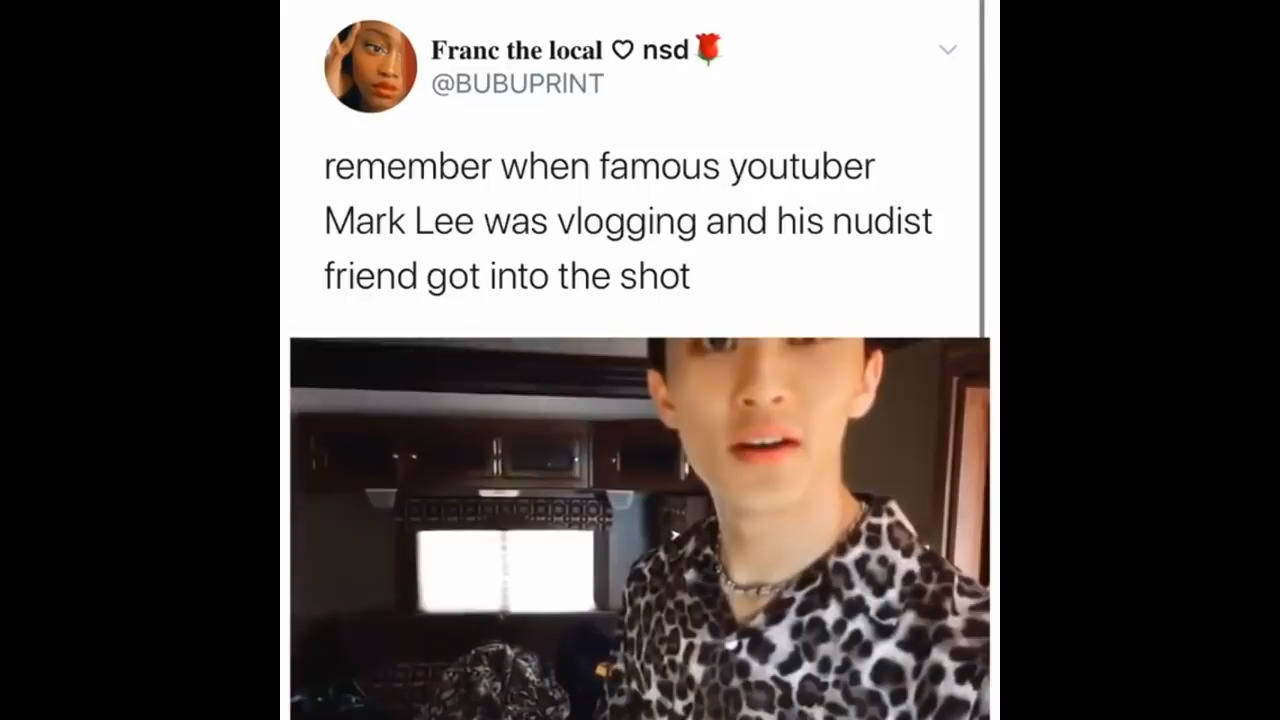 Franc the local ♡ nsd🌹
@BUBUPRINT
remember when famous youtuber
Mark Lee was vlogging and his nudist
friend got into the shot